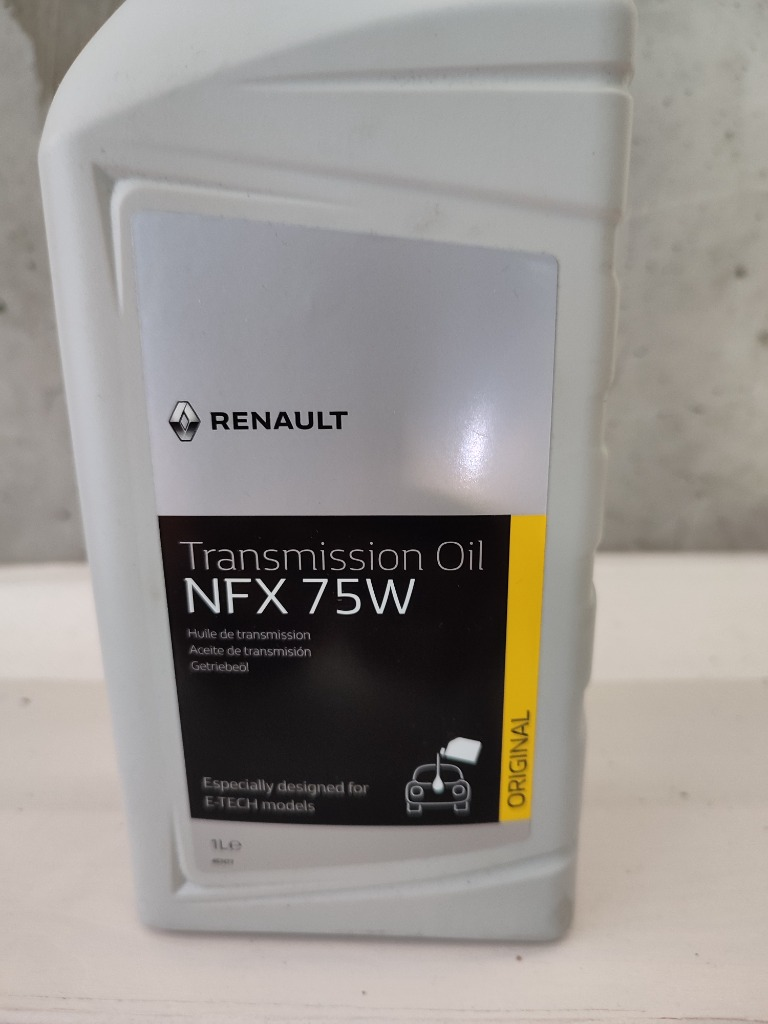 RENAULT
Transmission Oil
NFX 75W
Huile de transmission
Aceite de transmisión
Getriebeöl
Especially designed for
E-TECH models
ORIGINAL
1L℮